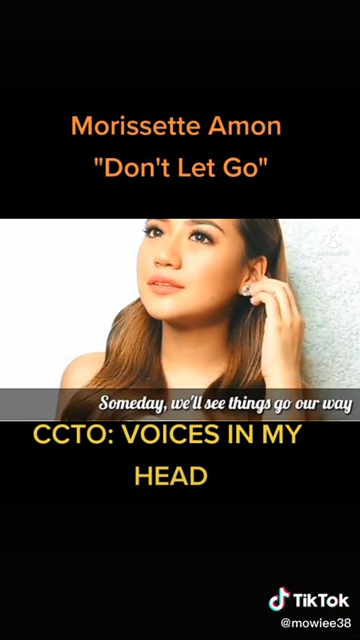 Morissette Amon
"Don't Let Go"
Someday, we'll see things go our way
CCTO: VOICES IN MY
HEAD
TikTok
@mowiee38